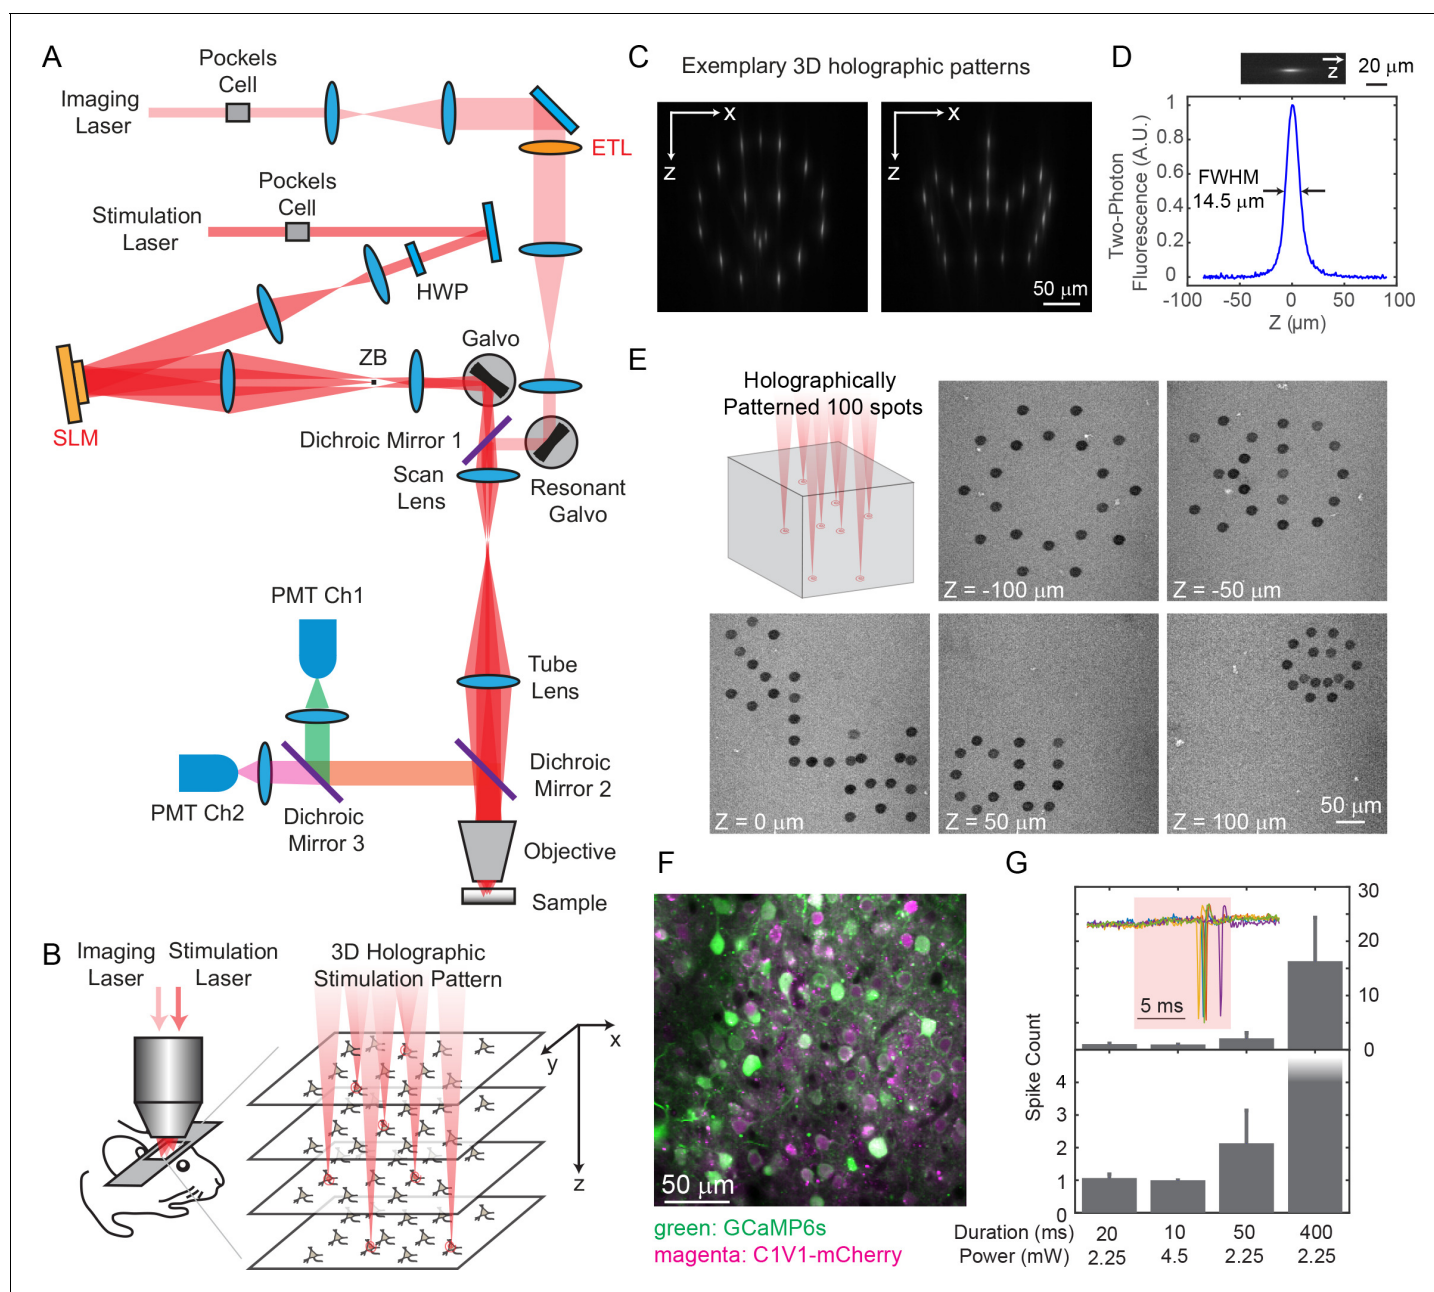 A
Pockels
Cell
Imaging
Laser
ETL
Pockels
Cell
Stimulation
Laser
HWP
ZB
Galvo
SLM
Dichroic Mirror 1
Scan
Lens
Resonant
Galvo
PMT Ch1
Tube
Lens
Dichroic
Mirror 2
PMT Ch2
Dichroic
Mirror 3
Objective
Sample
B
Imaging
Laser
Stimulation
Laser
3D Holographic
Stimulation Pattern
x
y
z
C
Exemplary 3D holographic patterns
x
z
x
z
50 μm
D
z
20 μm
Two-Photon
Fluorescence (A.U.)
1
0.8
0.6
0.4
0.2
0
FWHM
14.5 μm
-100 -50 0 50 100
Z (μm)
E
Holographically
Patterned 100 spots
Z = -100 μm
Z = -50 μm
Z = 0 μm
Z = 50 μm
Z = 100 μm
50 μm
F
50 μm
green: GCaMP6s
magenta: C1V1-mCherry
G
5 ms
30
20
10
0
Spike Count
4
3
2
1
0
Duration (ms) 20 10 50 400
Power (mW) 2.25 4.5 2.25 2.25